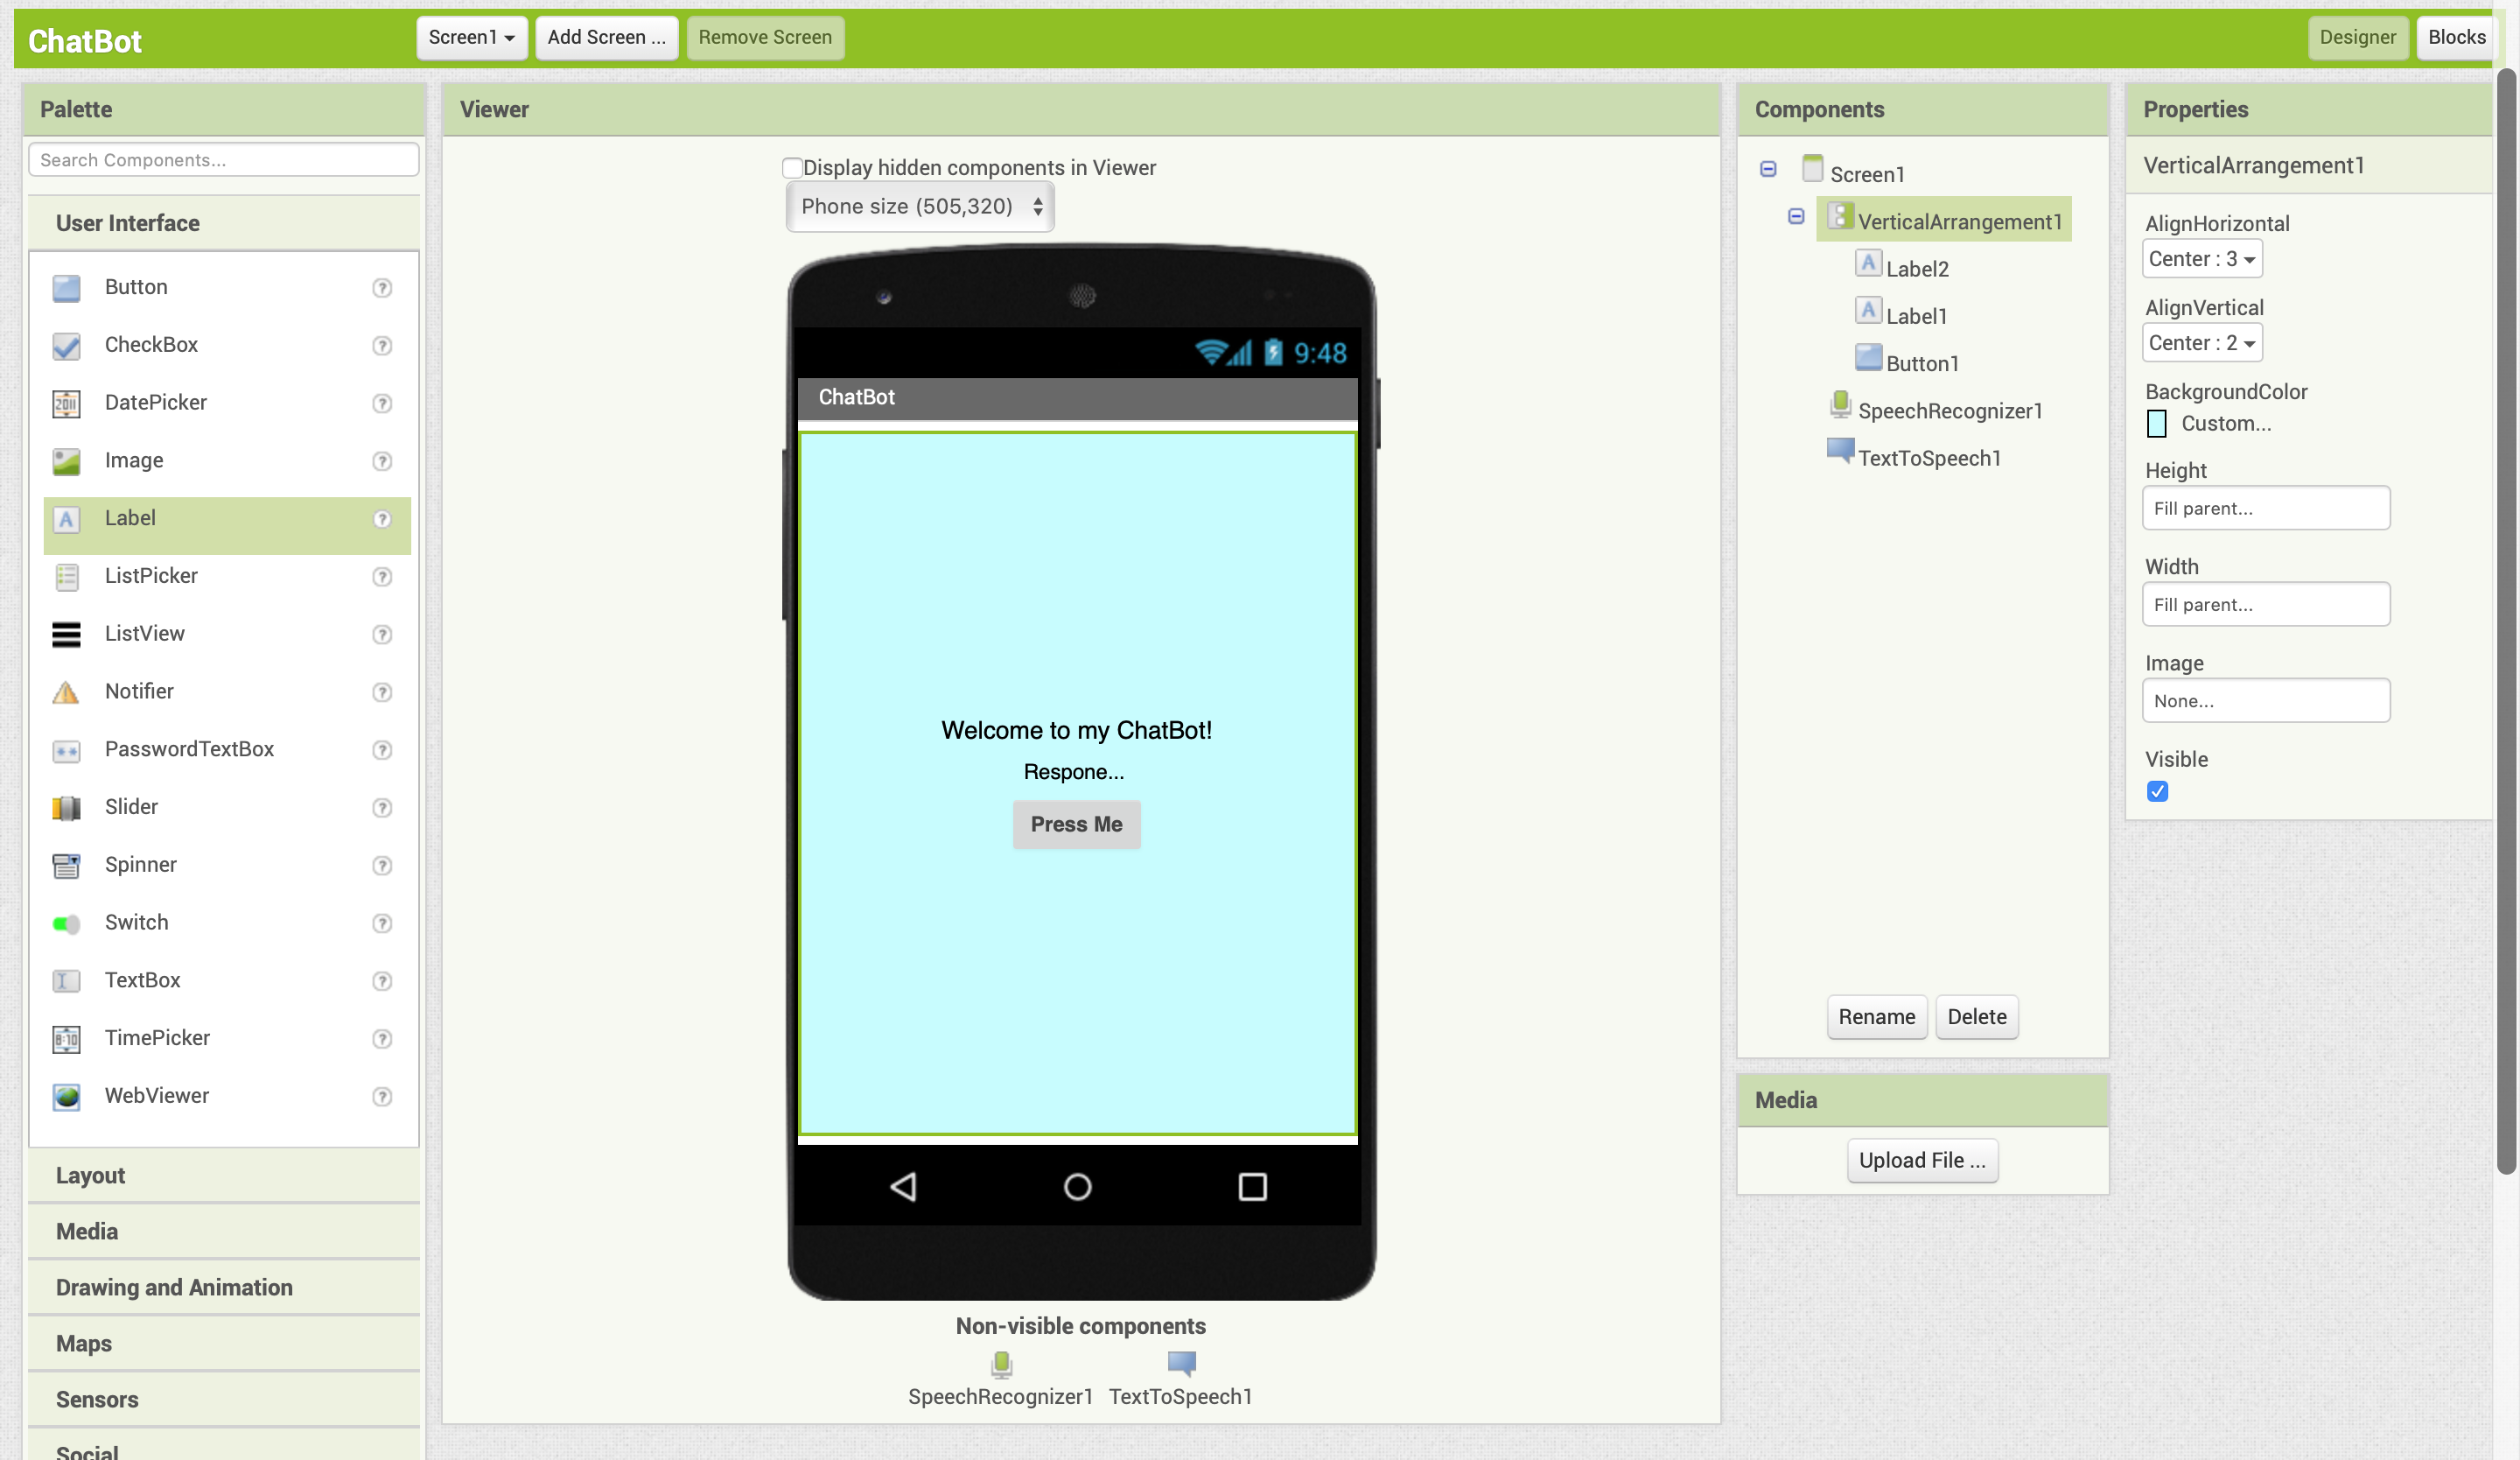 ChatBot
Screen1
Add Screen ...
Remove Screen
Designer
Blocks
Palette
Search Components...
User Interface
Button
CheckBox
DatePicker
Image
Label
ListPicker
ListView
Notifier
PasswordTextBox
Slider
Spinner
Switch
TextBox
TimePicker
WebViewer
Layout
Media
Drawing and Animation
Maps
Sensors
Social
Viewer
Display hidden components in Viewer
Phone size (505,320)
9:48
ChatBot
Welcome to my ChatBot!
Respone...
Press Me
Non-visible components
SpeechRecognizer1 TextToSpeech1
Components
Screen1
VerticalArrangement1
Label2
Label1
Button1
SpeechRecognizer1
TextToSpeech1
Rename
Delete
Media
Upload File ...
Properties
VerticalArrangement1
AlignHorizontal
Center : 3
AlignVertical
Center : 2
BackgroundColor
Custom...
Height
Fill parent...
Width
Fill parent...
Image
None...
Visible